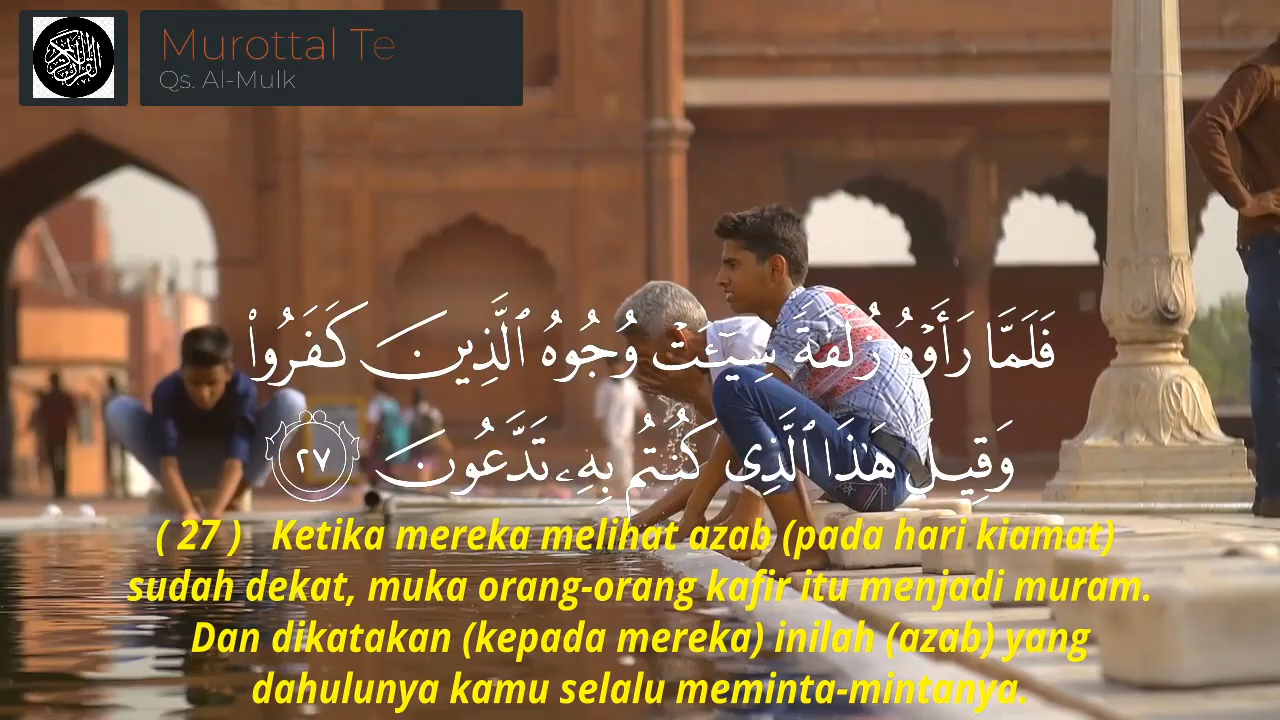 Murottal Te
Qs. Al-Mulk
فَلَمَّا رَأَوْهُ زُلْفَةً سِيٓـَٔتْ وُجُوهُ ٱلَّذِينَ كَفَرُوا۟
وَقِيلَ هَٰذَا ٱلَّذِى كُنتُم بِهِۦ تَدَّعُونَ ٢٧
( 27 ) Ketika mereka melihat azab (pada hari kiamat)
sudah dekat, muka orang-orang kafir itu menjadi muram.
Dan dikatakan (kepada mereka) inilah (azab) yang
dahulunya kamu selalu meminta-mintanya.